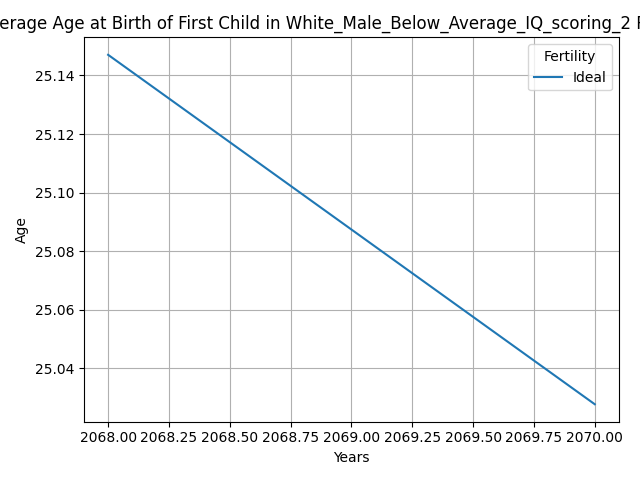 erage Age at Birth of First Child in White_Male_Below_Average_IQ_scoring_2
Fertility
Ideal
25.14
25.12
25.10
25.08
25.06
25.04
Age
2068.00 2068.25 2068.50 2068.75 2069.00 2069.25 2069.50 2069.75 2070.00
Years